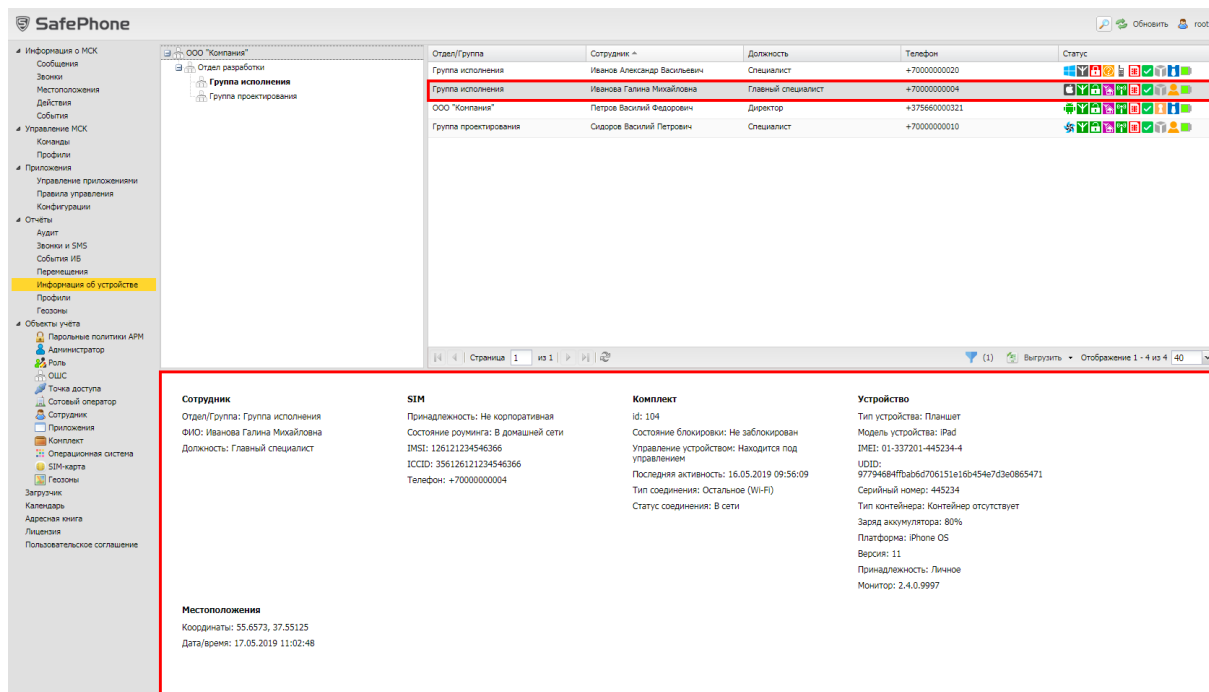 SafePhone
Обновить
root
Информация о МСК
Сообщения
Звонки
Местоположения
Действия
События
Управление МСК
Команды
Профили
Приложения
Управление приложениями
Правила управления
Конфигурации
Отчёты
Аудит
Звонки и SMS
События ИБ
Перемещения
Информация об устройстве
Профили
Геозоны
Объекты учёта
Парольные политики АРМ
Администратор
Роль
ОШС
Точка доступа
Сотовый оператор
Сотрудник
Приложения
Комплект
Операционная система
SIM-карта
Геозоны
Загрузчик
Календарь
Адресная книга
Лицензия
Пользовательское соглашение
ООО "Компания"
Отдел разработки
Группа исполнения
Группа проектирования
Отдел/Группа Сотрудник Должность Телефон Статус
Группа исполнения Иванов Александр Васильевич Специалист +70000000020
Группа исполнения Иванова Галина Михайловна Главный специалист +70000000004
ООО "Компания" Петров Василий Федорович Директор +375660000321
Группа проектирования Сидоров Василий Петрович Специалист +70000000010
Страница 1 из 1 (1) Выгрузить Отображение 1 - 4 из 4 40
Сотрудник
Отдел/Группа: Группа исполнения
ФИО: Иванова Галина Михайловна
Должность: Главный специалист
SIM
Принадлежность: Не корпоративная
Состояние роуминга: В домашней сети
IMSI: 126121234546366
ICCID: 356126121234546366
Телефон: +70000000004
Комплект
id: 104
Состояние блокировки: Не заблокирован
Управление устройством: Находится под
управлением
Последняя активность: 16.05.2019 09:56:09
Тип соединения: Остальное (Wi-Fi)
Статус соединения: В сети
Устройство
Тип устройства: Планшет
Модель устройства: iPad
IMEI: 01-337201-445234-4
UDID:
97794684ffbab6d706151e16b454e7d3e0865471
Серийный номер: 445234
Тип контейнера: Контейнер отсутствует
Заряд аккумулятора: 80%
Платформа: iPhone OS
Версия: 11
Принадлежность: Личное
Монитор: 2.4.0.9997
Местоположения
Координаты: 55.6573, 37.55125
Дата/время: 17.05.2019 11:02:48